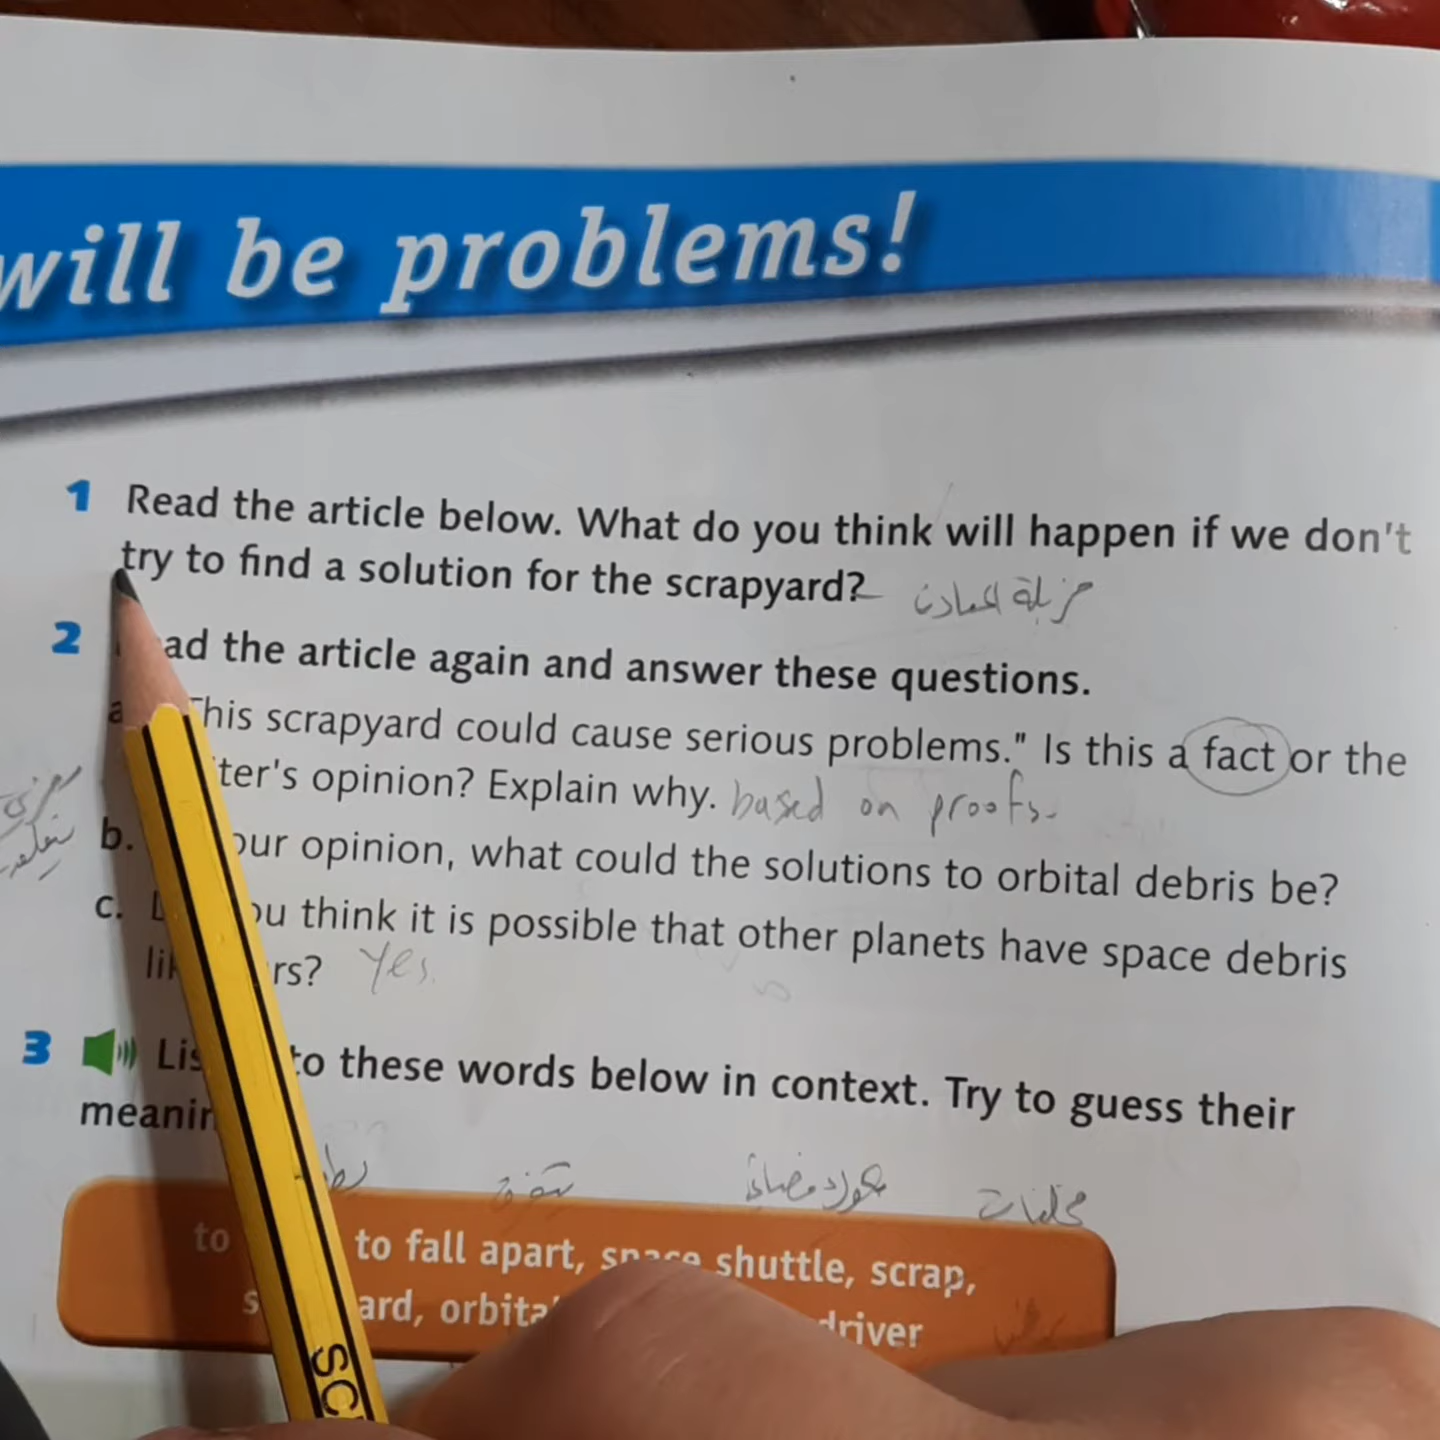 will be problems!
1 Read the article below. What do you think will happen if we don't
try to find a solution for the scrapyard?
2 ad the article again and answer these questions.
a. This scrapyard could cause serious problems." Is this a fact or the
ter's opinion? Explain why. based on proofs.
b. our opinion, what could the solutions to orbital debris be?
c. ou think it is possible that other planets have space debris
rs? Yes.
3 to these words below in context. Try to guess their
meanin
to to fall apart, space shuttle, scrap,
ard, driver
SC